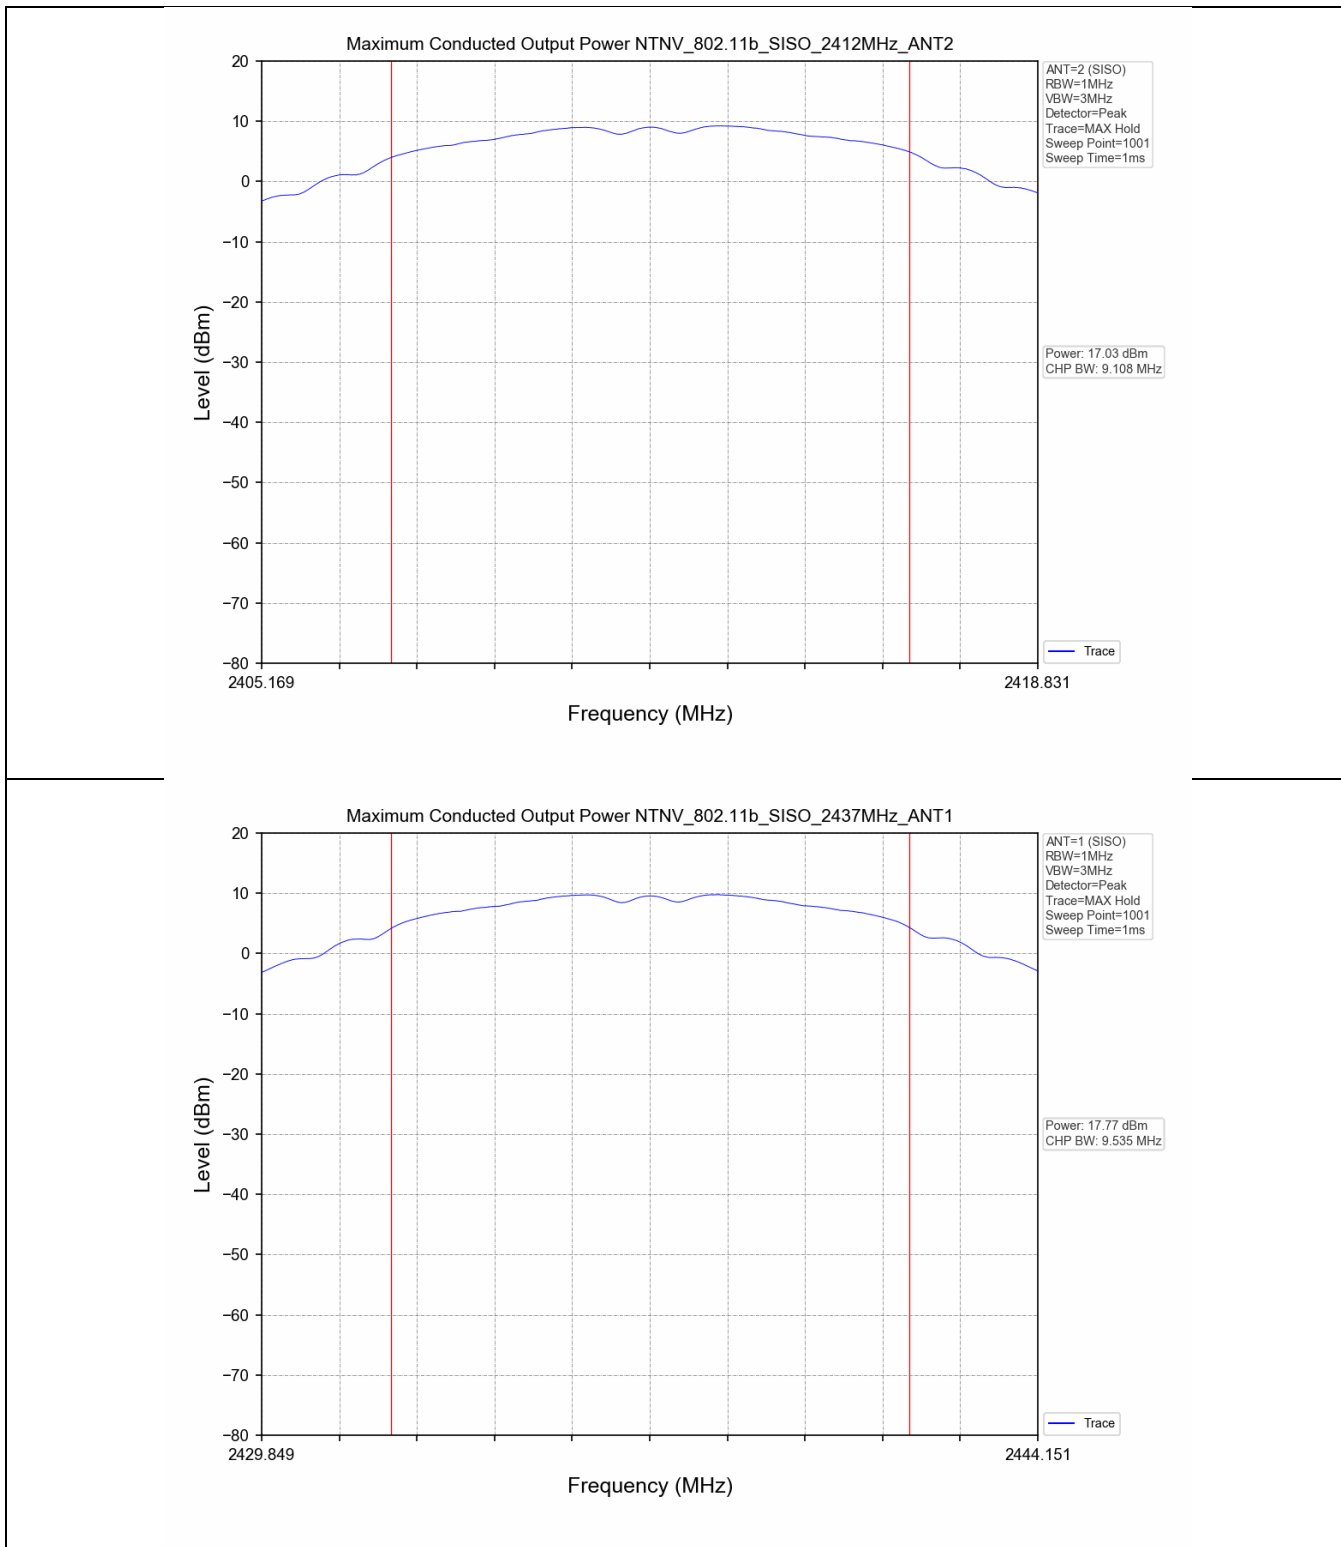 Maximum Conducted Output Power NTNV_802.11b_SISO_2412MHz_ANT2
20
10
0
−10
−20
−30
−40
−50
−60
−70
−80
Level (dBm)
2405.169
2418.831
Frequency (MHz)
ANT=2 (SISO)
RBW=1MHz
VBW=3MHz
Detector=Peak
Trace=MAX Hold
Sweep Point=1001
Sweep Time=1ms
Power: 17.03 dBm
CHP BW: 9.108 MHz
Trace
Maximum Conducted Output Power NTNV_802.11b_SISO_2437MHz_ANT1
20
10
0
−10
−20
−30
−40
−50
−60
−70
−80
Level (dBm)
2429.849
2444.151
Frequency (MHz)
ANT=1 (SISO)
RBW=1MHz
VBW=3MHz
Detector=Peak
Trace=MAX Hold
Sweep Point=1001
Sweep Time=1ms
Power: 17.77 dBm
CHP BW: 9.535 MHz
Trace